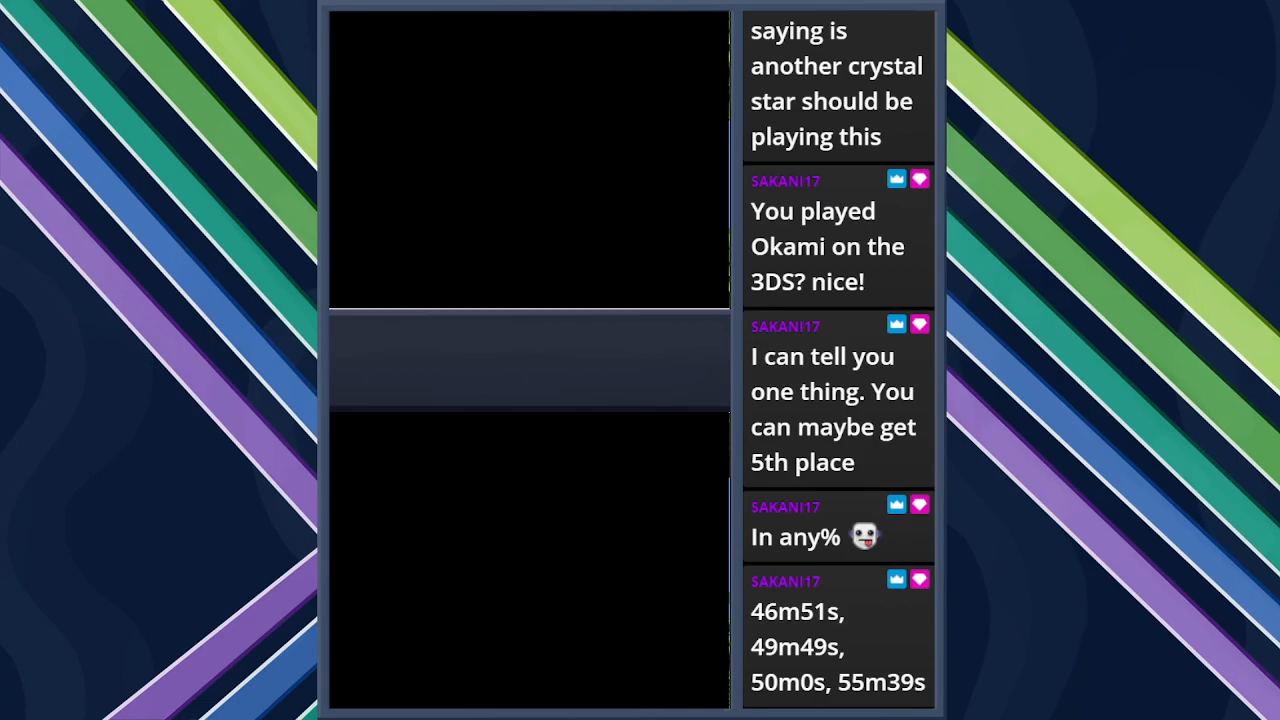 saying is
another crystal
star should be
playing this
SAKANI17
You played
Okami on the
3DS? nice!
SAKANI17
I can tell you
one thing. You
can maybe get
5th place
SAKANI17
In any%
SAKANI17
46m51s,
49m49s,
50m0s, 55m39s